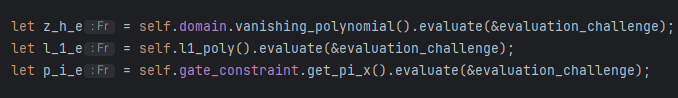 let z_h_e :Fr = self.domain.vanishing_polynomial().evaluate(&evaluation_challenge);
let l_1_e :Fr = self.l1_poly().evaluate(&evaluation_challenge);
let p_i_e :Fr = self.gate_constraint.get_pi_x().evaluate(&evaluation_challenge);